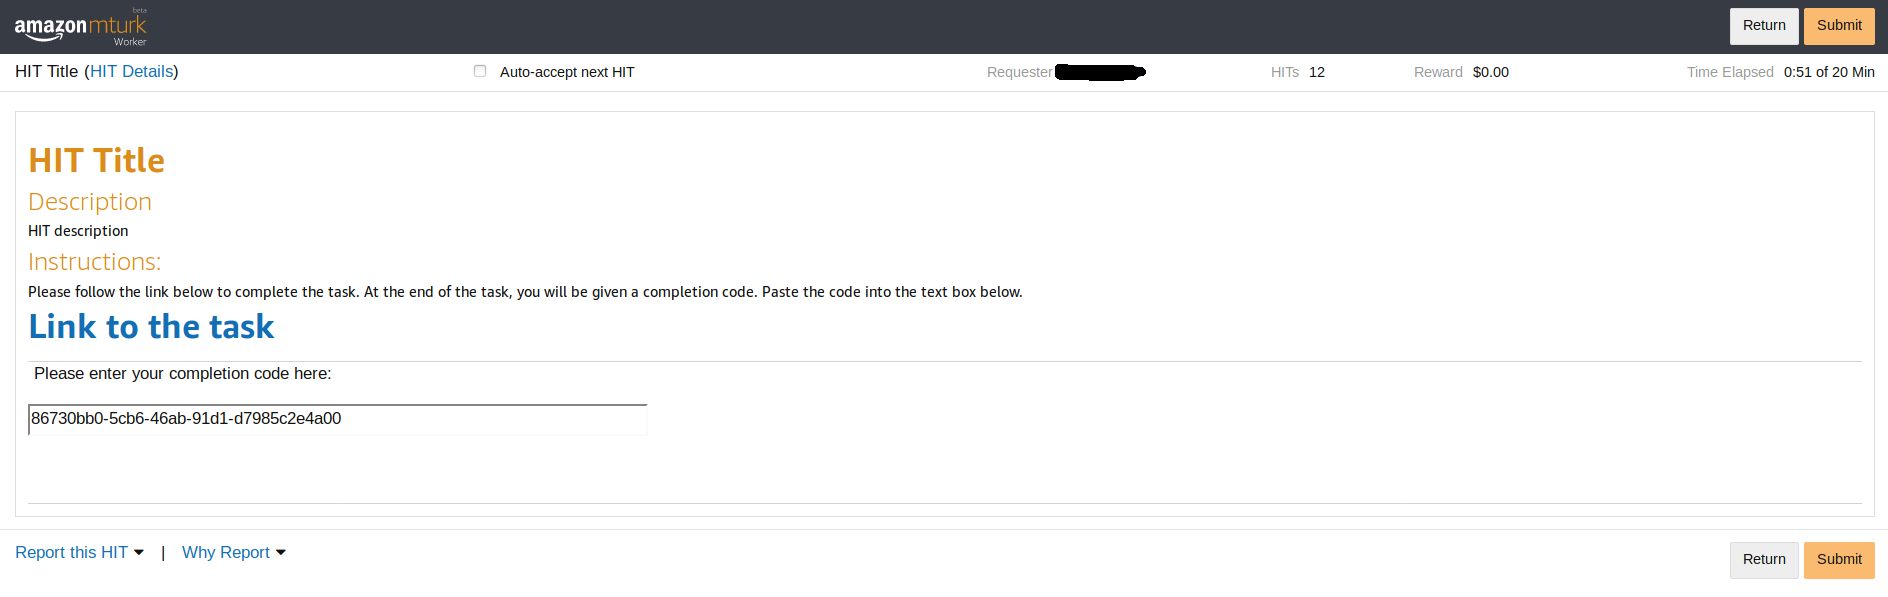 beta
amazonmturk
Worker
Return
Submit
HIT Title (HIT Details)
Auto-accept next HIT
Requester
HITs 12
Reward $0.00
Time Elapsed 0:51 of 20 Min
HIT Title
Description
HIT description
Instructions:
Please follow the link below to complete the task. At the end of the task, you will be given a completion code. Paste the code into the text box below.
Link to the task
Please enter your completion code here:
86730bb0-5cb6-46ab-91d1-d7985c2e4a00
Report this HIT | Why Report
Return
Submit